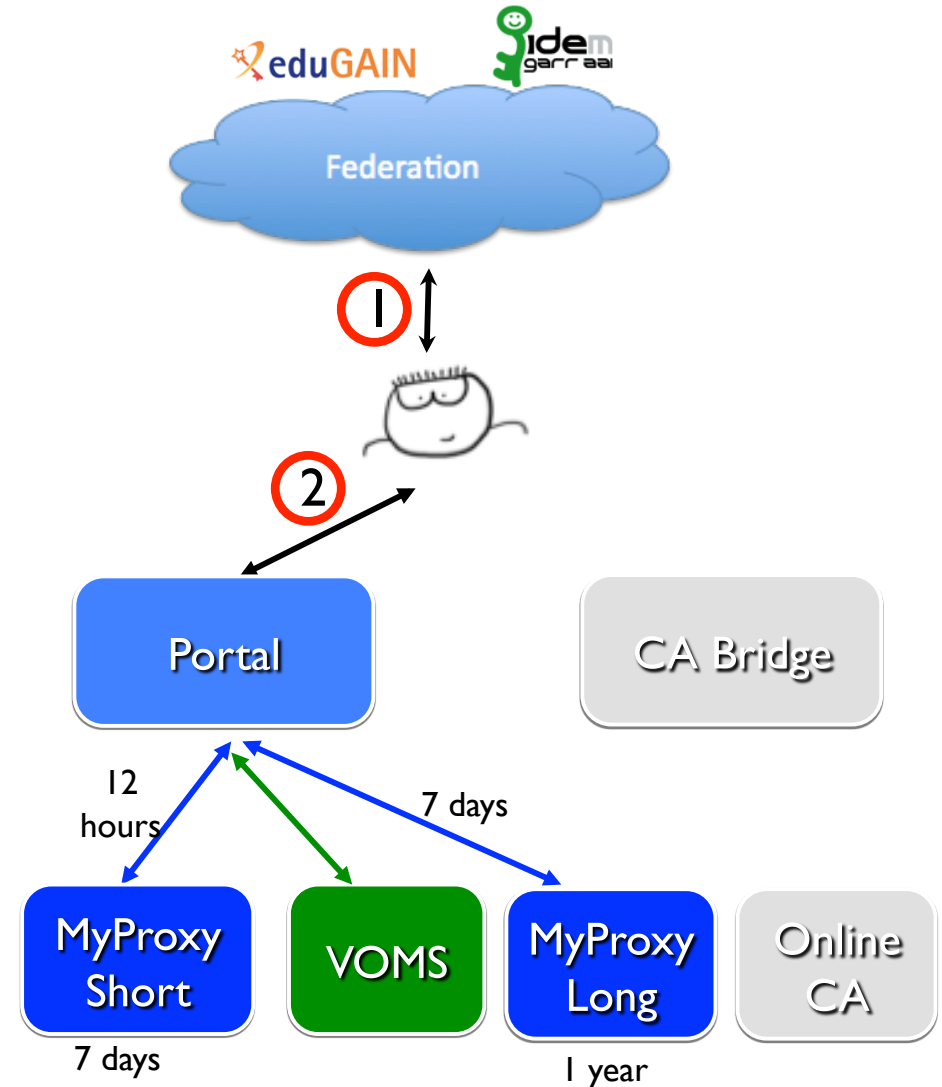 eduGAIN
idem
garr aai
Federation
1
2
Portal
CA Bridge
12
hours
7 days
MyProxy
Short
VOMS
MyProxy
Long
Online
CA
7 days
1 year